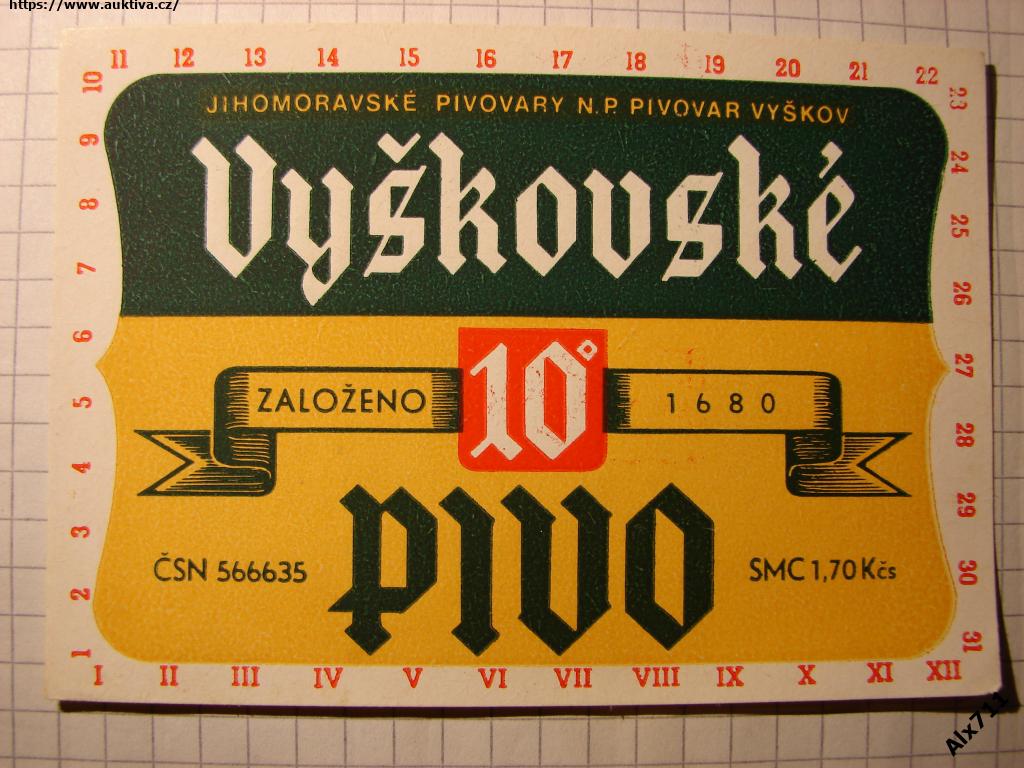 https://www.auktiva.cz/
11 12 13 14 15 16 17 18 19 20 21 22
10 9 8 7 6 5 4 3 2 1
23 24 25 26 27 28 29 30 31
JIHOMORAVSKÉ PIVOVARY N.P. PIVOVAR VYŠKOV
Vyškovské
ZALOŽENO 10° 1680
PIVO
ČSN 566635 SMC 1,70 Kčs
I II III IV V VI VII VIII IX X XI XII
Alx711